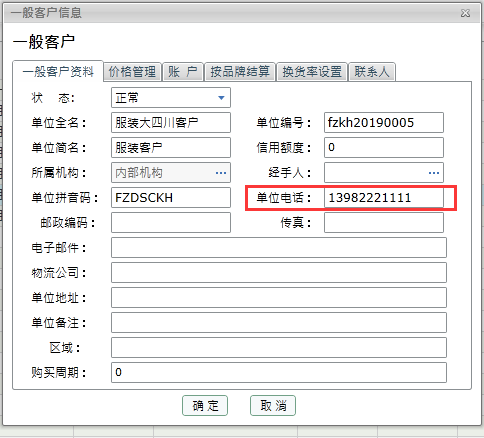 一般客户信息
一般客户
一般客户资料 价格管理 账 户 按品牌结算 换货率设置 联系人
状 态: 正常
单位全名: 服装大四川客户 单位编号: fzkh20190005
单位简名: 服装客户 信用额度: 0
所属机构: 内部机构 ... 经手人: ...
单位拼音码: FZDSCKH 单位电话: 13982221111
邮政编码: 传真:
电子邮件:
物流公司:
单位地址:
单位备注:
区域:
购买周期: 0
确 定 取 消